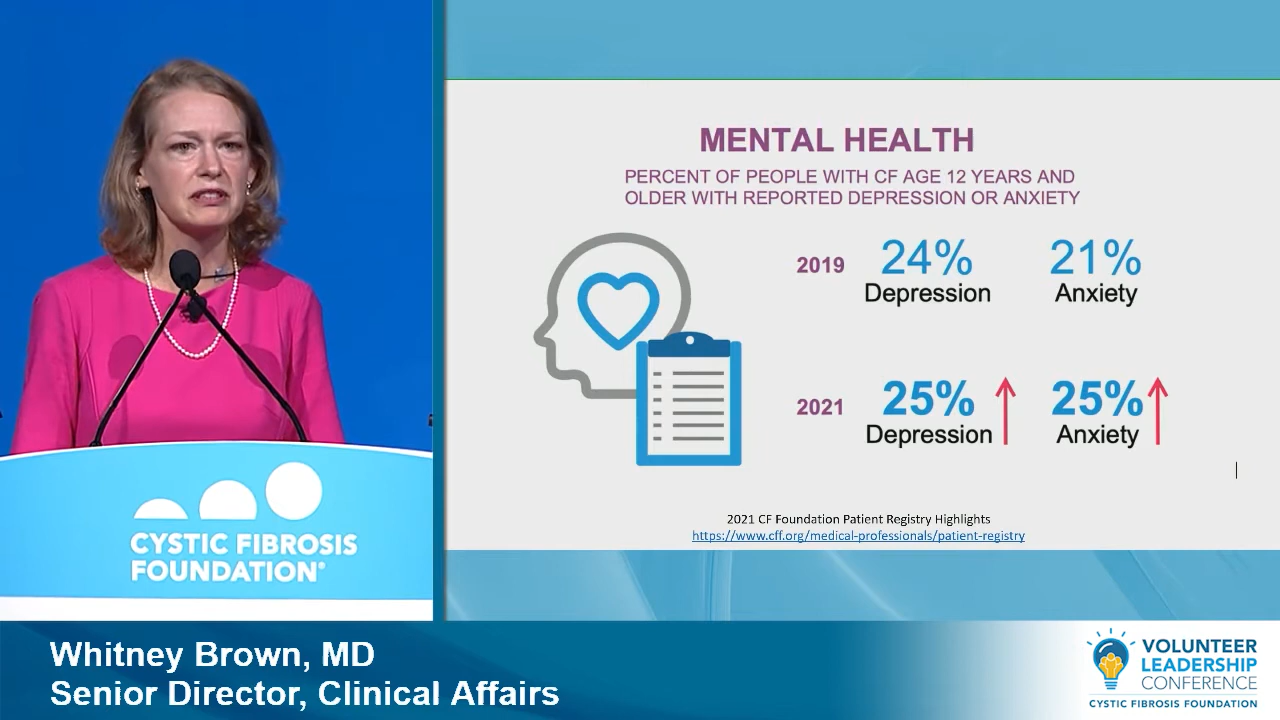 MENTAL HEALTH
PERCENT OF PEOPLE WITH CF AGE 12 YEARS AND
OLDER WITH REPORTED DEPRESSION OR ANXIETY
2019
24%
Depression
21%
Anxiety
2021
25%
Depression
25%
Anxiety
2021 CF Foundation Patient Registry Highlights
https://www.cff.org/medical-professionals/patient-registry
CYSTIC FIBROSIS
FOUNDATION®
Whitney Brown, MD
Senior Director, Clinical Affairs
VOLUNTEER
LEADERSHIP
CONFERENCE
CYSTIC FIBROSIS FOUNDATION